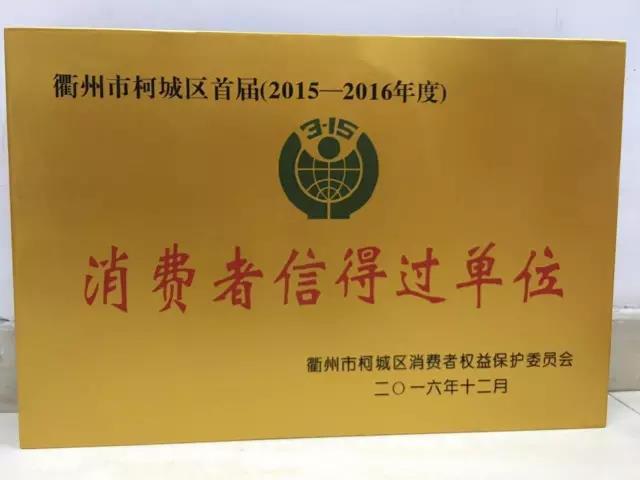 衢州市柯城区首届(2015—2016年度)
3·15
消费者信得过单位
衢州市柯城区消费者权益保护委员会
二〇一六年十二月